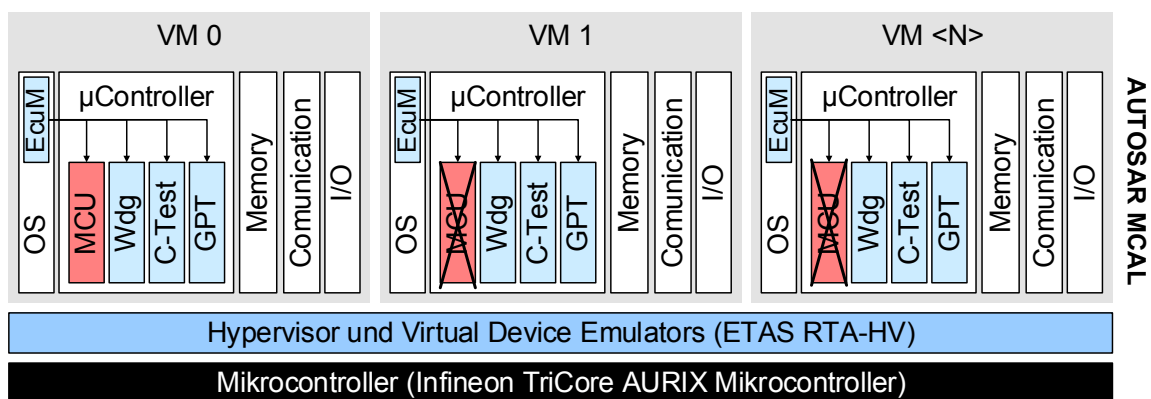 VM 0
EcuM
OS
µController
MCU
Wdg
C-Test
GPT
Memory
Comunication
I/O
VM 1
EcuM
OS
µController
MCU
Wdg
C-Test
GPT
Memory
Comunication
I/O
VM <N>
EcuM
OS
µController
MCU
Wdg
C-Test
GPT
Memory
Comunication
I/O
AUTOSAR MCAL
Hypervisor und Virtual Device Emulators (ETAS RTA-HV)
Mikrocontroller (Infineon TriCore AURIX Mikrocontroller)